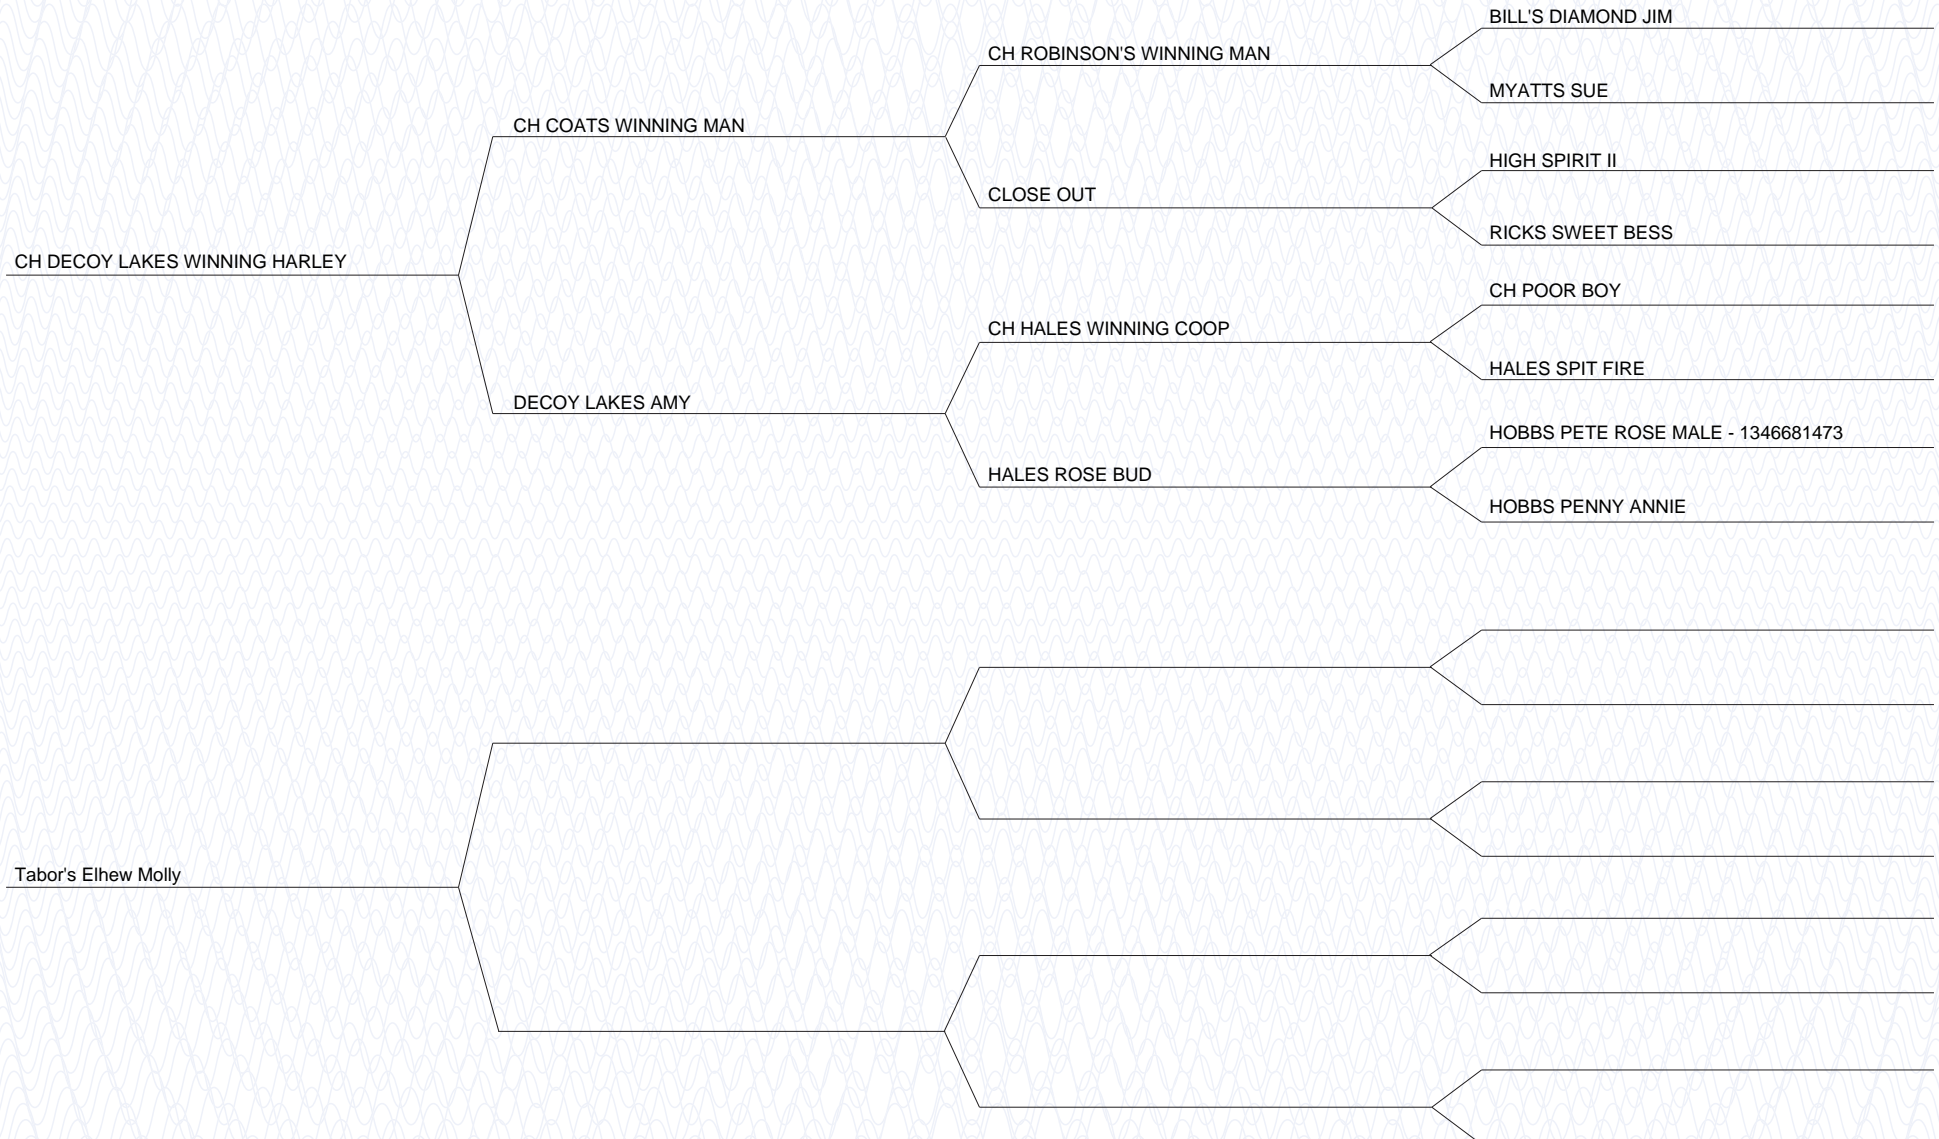 BILL'S DIAMOND JIM
CH ROBINSON'S WINNING MAN
MYATTS SUE
CH COATS WINNING MAN
HIGH SPIRIT II
CLOSE OUT
RICKS SWEET BESS
CH DECOY LAKES WINNING HARLEY
CH POOR BOY
CH HALES WINNING COOP
HALES SPIT FIRE
DECOY LAKES AMY
HOBBS PETE ROSE MALE - 1346681473
HALES ROSE BUD
HOBBS PENNY ANNIE
Tabor's Elhew Molly